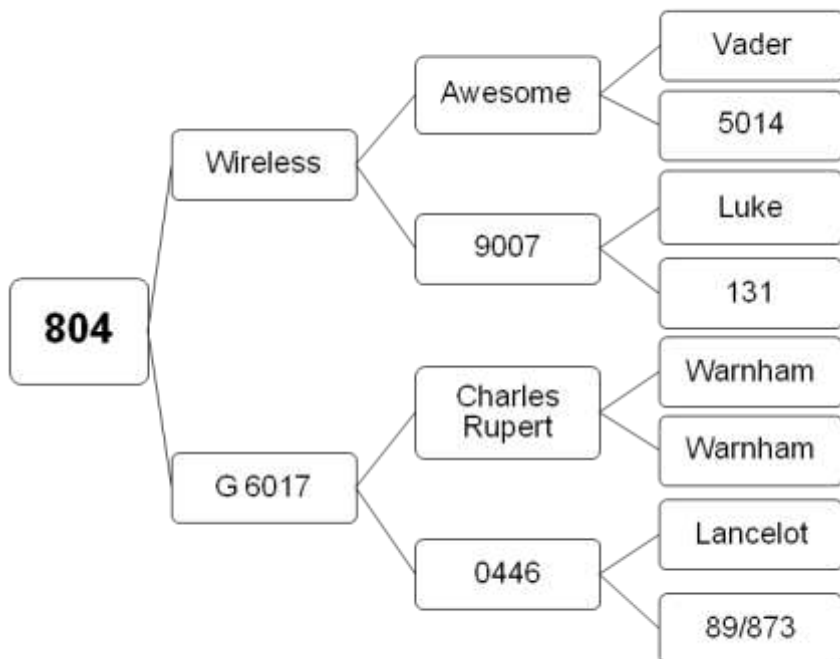 Vader
Awesome
5014
Wireless
Luke
9007
131
804
Warnham
Charles
Rupert
Warnham
G 6017
Lancelot
0446
89/873